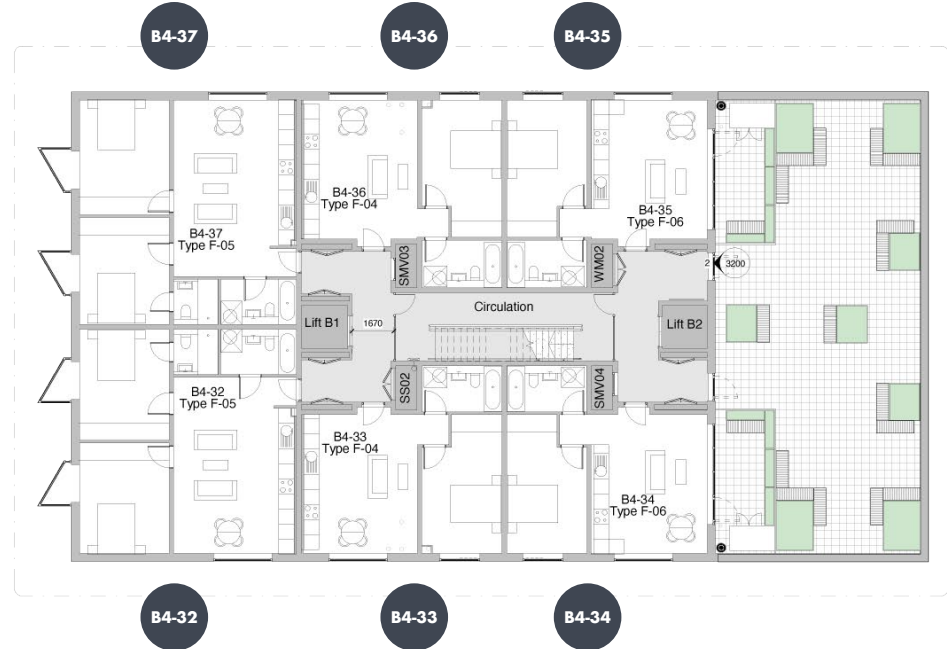 B4-37
B4-36
B4-35
B4-36
Type F-04
B4-35
Type F-06
B4-37
Type F-05
SMV03
WM02
2
3200
Circulation
Lift B1
1670
Lift B2
SS02
SMV04
B4-32
Type F-05
B4-33
Type F-04
B4-34
Type F-06
B4-32
B4-33
B4-34